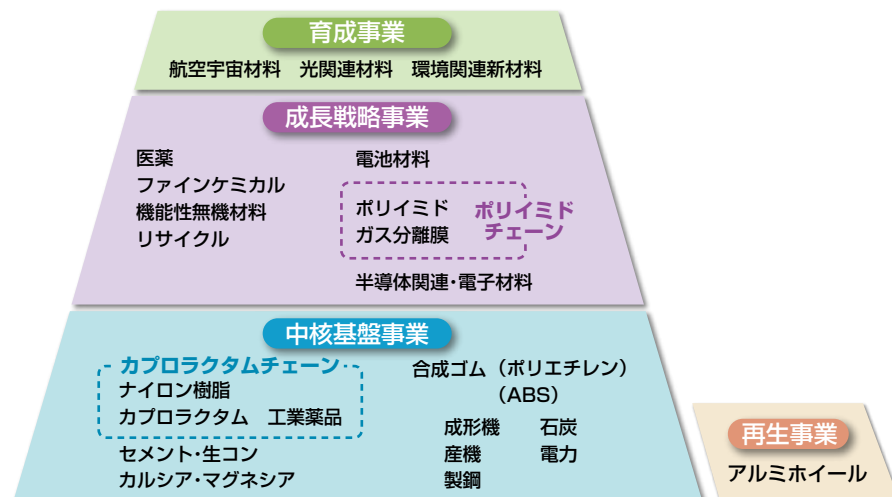 育成事業
航空宇宙材料　光関連材料　環境関連新材料
成長戦略事業
医薬
ファインケミカル
機能性無機材料
リサイクル
電池材料
ポリイミド
ガス分離膜
ポリイミド
チェーン
半導体関連・電子材料
中核基盤事業
カプロラクタムチェーン
ナイロン樹脂
カプロラクタム　工業薬品
セメント・生コン
カルシア・マグネシア
合成ゴム（ポリエチレン）
（ABS）
成形機　石炭
産機　電力
製鋼
再生事業
アルミホイール